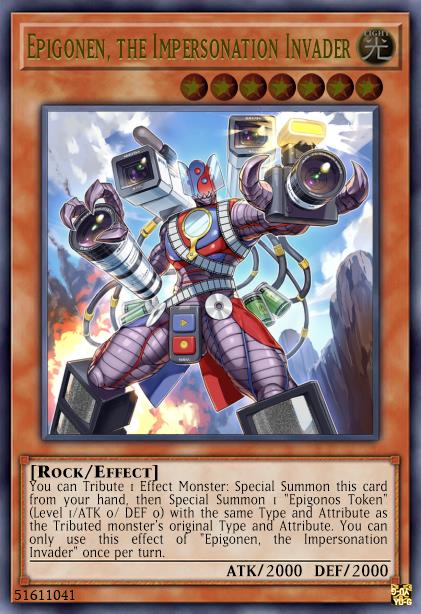 Epigonen, the Impersonation Invader
LIGHT
光
[Rock/Effect]
You can Tribute 1 Effect Monster: Special Summon this card
from your hand, then Special Summon 1 "Epigonos Token"
(Level 1/ATK 0/ DEF 0) with the same Type and Attribute as
the Tributed monster's original Type and Attribute. You can
only use this effect of "Epigonen, the Impersonation
Invader" once per turn.
ATK/2000 DEF/2000
51611041